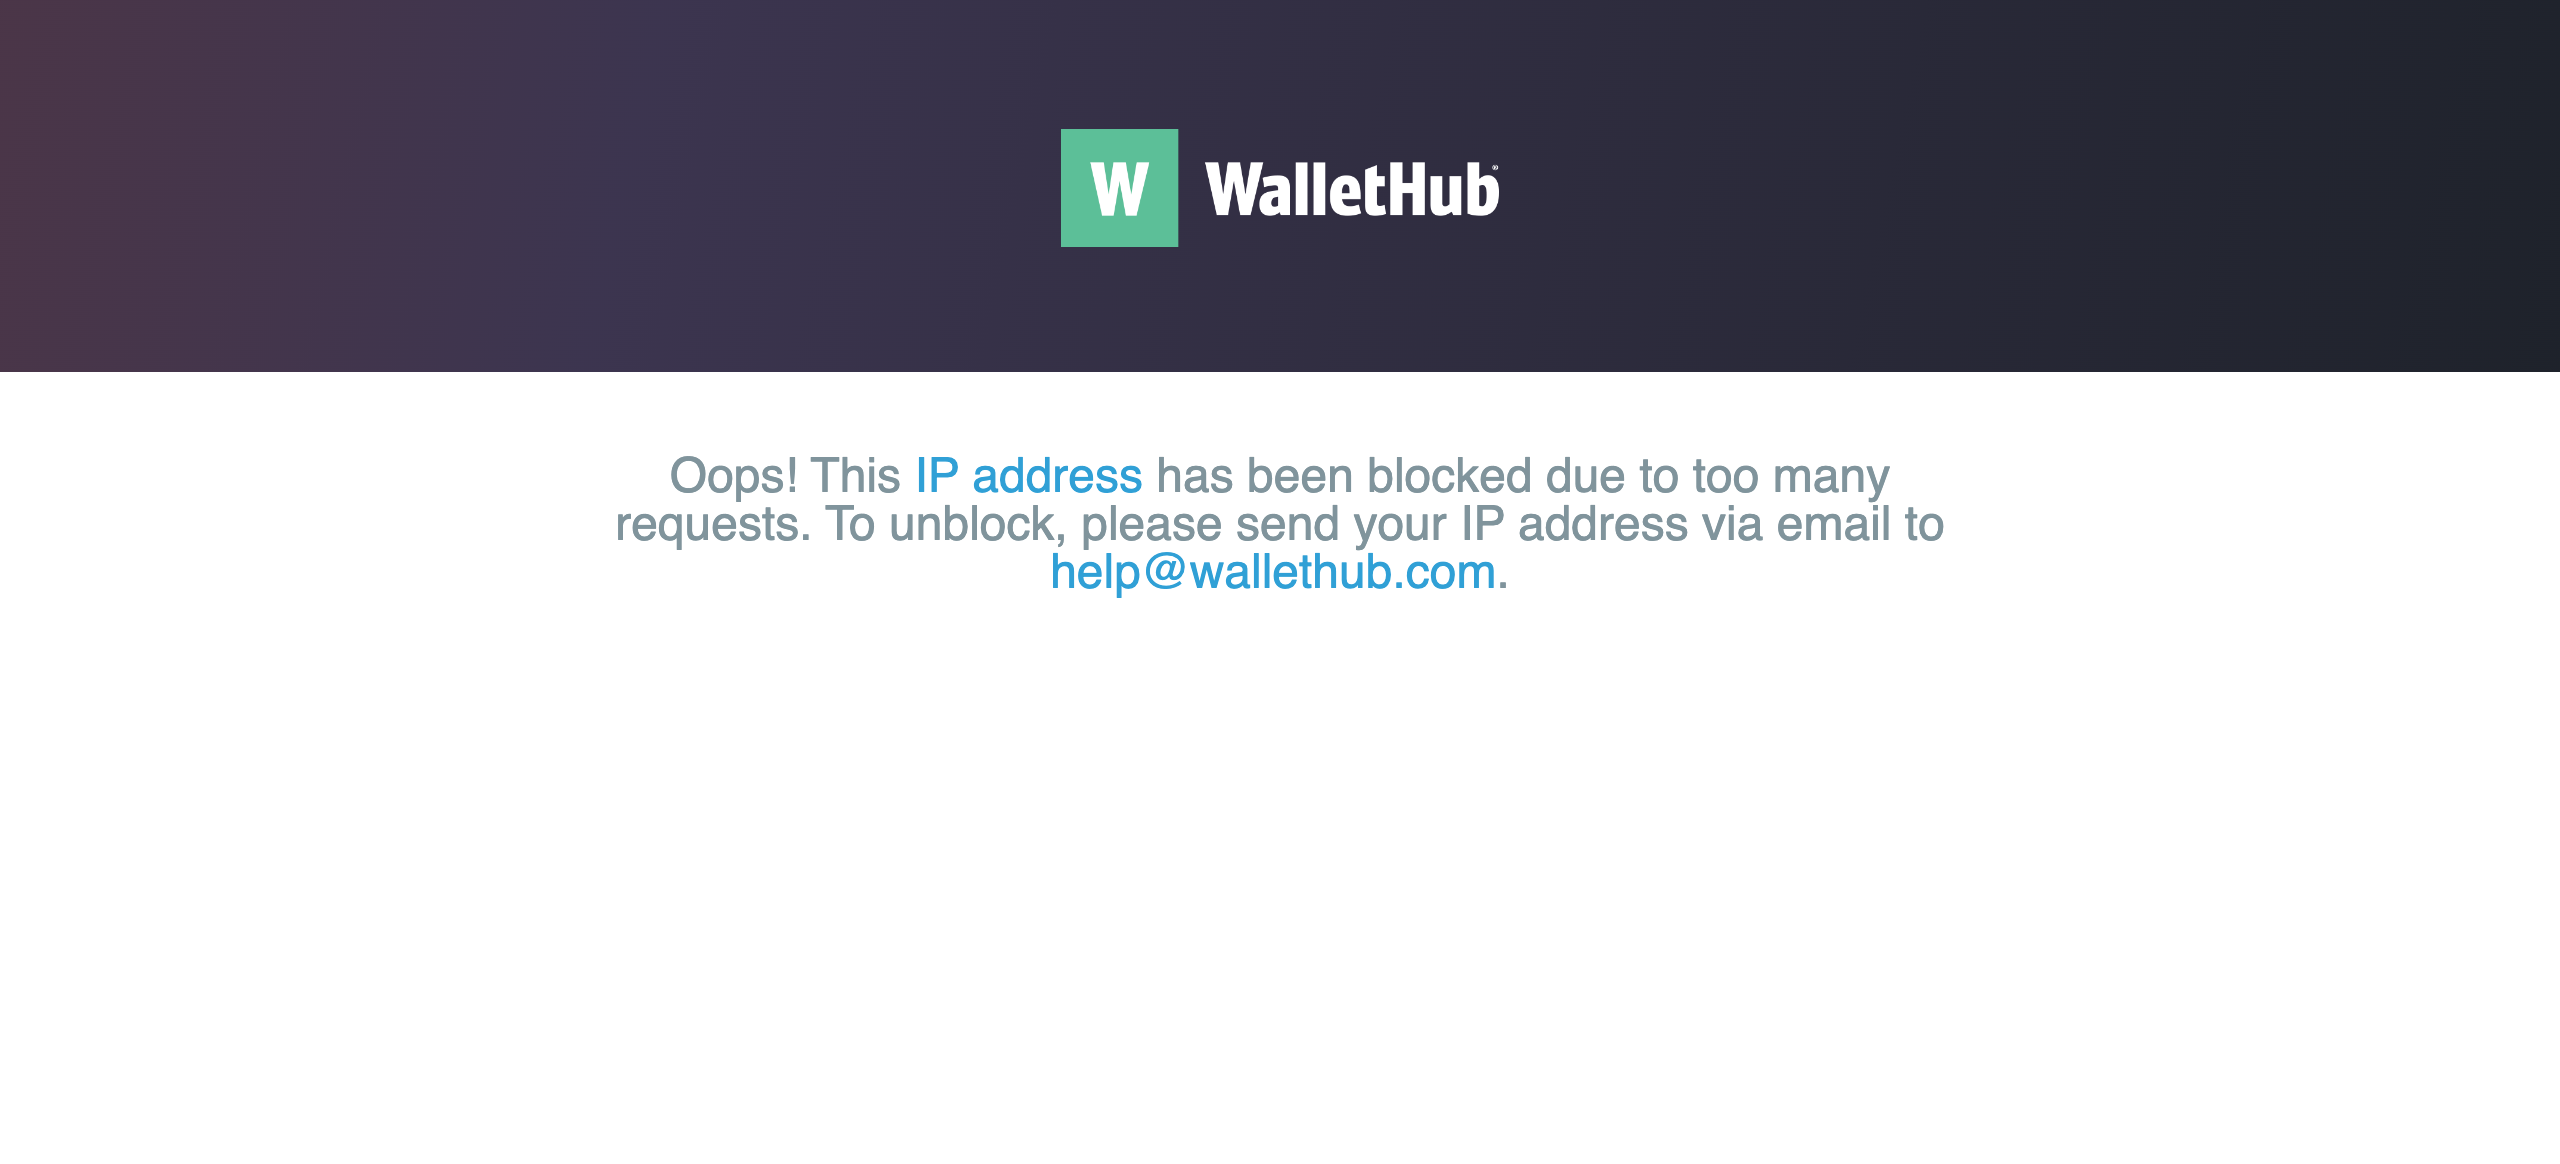 W WalletHub®
Oops! This IP address has been blocked due to too many
requests. To unblock, please send your IP address via email to
help@wallethub.com.